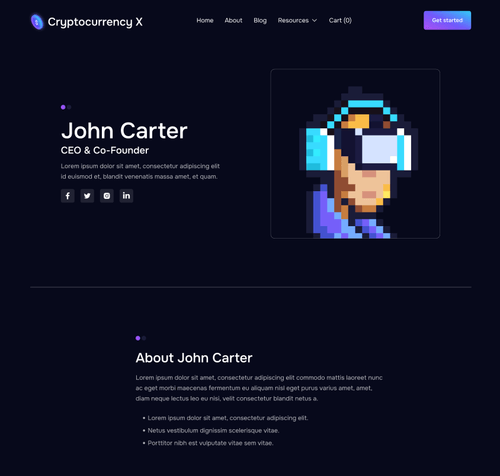 Cryptocurrency X
Home About Blog Resources Cart (0)
Get started
John Carter
CEO & Co-Founder
Lorem ipsum dolor sit amet, consectetur adipiscing elit
id euismod et, blandit venenatis massa amet, et quam.
About John Carter
Lorem ipsum dolor sit amet, consectetur adipiscing elit commodo mattis laoreet nunc
ec elit morbi maecenas fermentum eu aliquam nisl eget purus varius amet, amet,
diam neque lectus leo eu nisi, velit consectetur blandit netus a.
• Lorem ipsum dolor sit amet, consectetur adipiscing elit.
• Netus vestibulum dignissim scelerisque vitae.
• Porttitor nibh est vulputate vitae sem vitae.